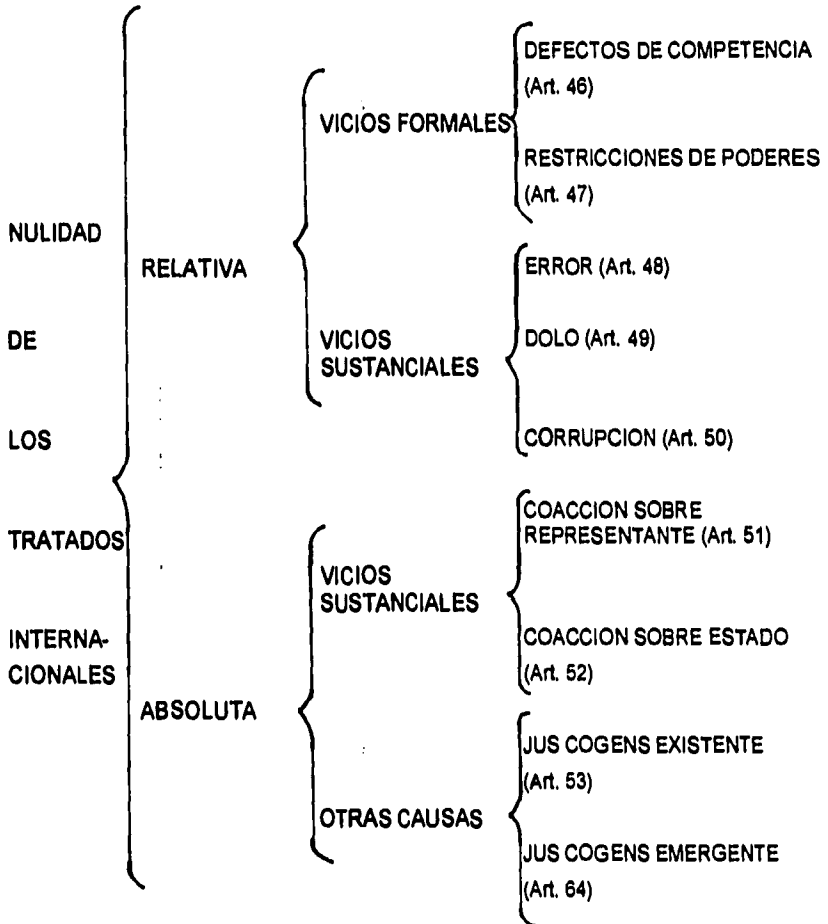 NULIDAD
DE
LOS
TRATADOS
INTERNA-
CIONALES
RELATIVA
VICIOS FORMALES
DEFECTOS DE COMPETENCIA
(Art. 46)
RESTRICCIONES DE PODERES
(Art. 47)
VICIOS
SUSTANCIALES
ERROR (Art. 48)
DOLO (Art. 49)
CORRUPCION (Art. 50)
ABSOLUTA
VICIOS
SUSTANCIALES
COACCION SOBRE
REPRESENTANTE (Art. 51)
COACCION SOBRE ESTADO
(Art. 52)
OTRAS CAUSAS
JUS COGENS EXISTENTE
(Art. 53)
JUS COGENS EMERGENTE
(Art. 64)